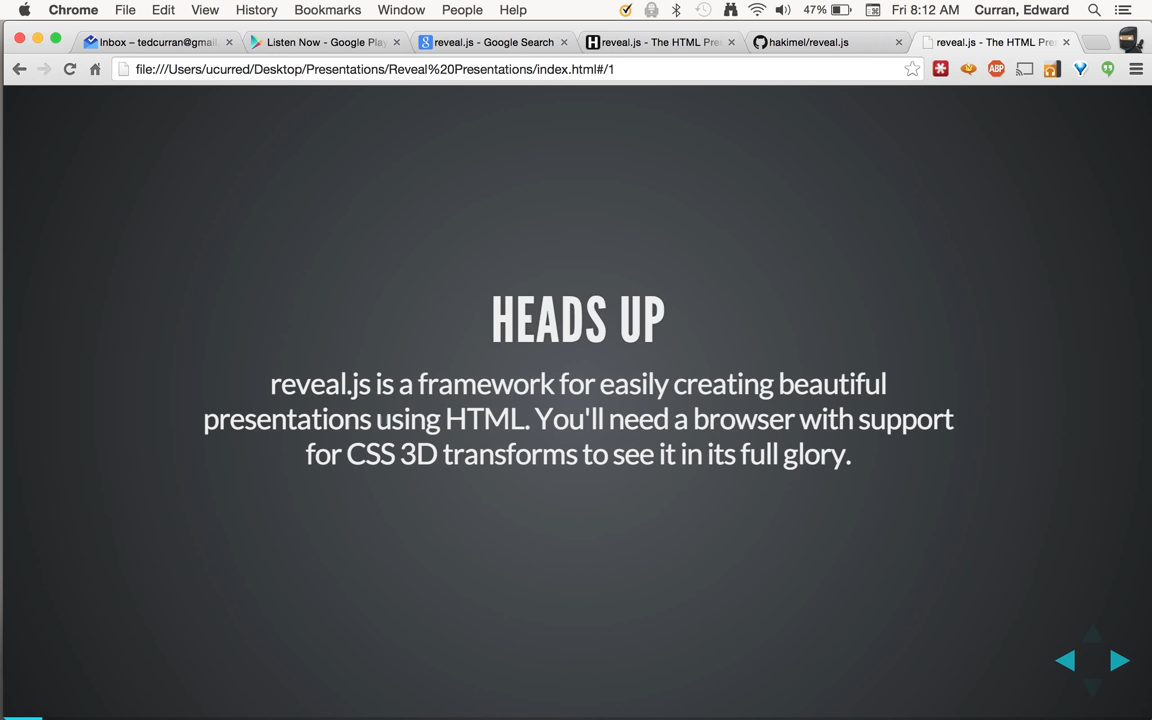 Chrome File Edit View History Bookmarks Window People Help 47% Fri 8:12 AM Curran, Edward
Inbox – tedcurran@gmail. Listen Now - Google Pla reveal.js - Google Search reveal.js - The HTML Pre hakimel/reveal.js reveal.js - The HTML Pre
file:///Users/ucurred/Desktop/Presentations/Reveal%20Presentations/index.html#/1
HEADS UP
reveal.js is a framework for easily creating beautiful
presentations using HTML. You'll need a browser with support
for CSS 3D transforms to see it in its full glory.